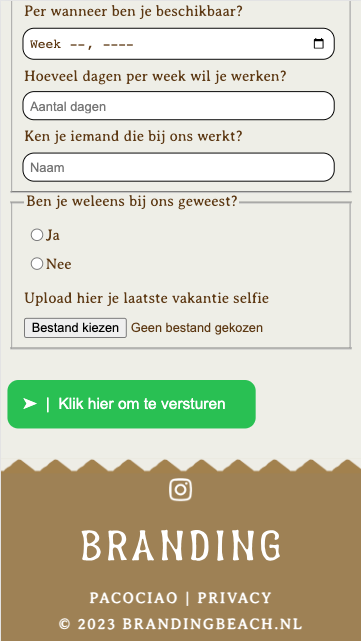 Per wanneer ben je beschikbaar?
Week --, ----
Hoeveel dagen per week wil je werken?
Aantal dagen
Ken je iemand die bij ons werkt?
Naam
Ben je weleens bij ons geweest?
Ja
Nee
Upload hier je laatste vakantie selfie
Bestand kiezen Geen bestand gekozen
➤ | Klik hier om te versturen
BRANDING
PACOCIAO | PRIVACY
© 2023 BRANDINGBEACH.NL